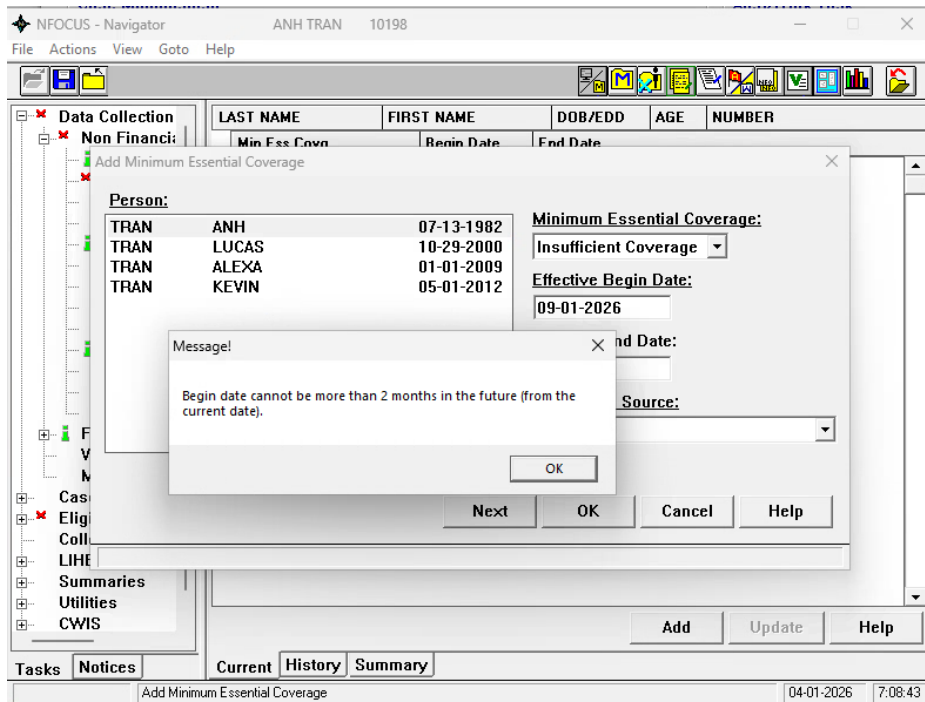 NFOCUS - Navigator ANH TRAN 10198
File Actions View Goto Help
Data Collection
LAST NAME FIRST NAME DOB/EDD AGE NUMBER
Non Financi
Min Ess Covg Begin Date End Date
Add Minimum Essential Coverage
Person:
TRAN ANH 07-13-1982
TRAN LUCAS 10-29-2000
TRAN ALEXA 01-01-2009
TRAN KEVIN 05-01-2012
Minimum Essential Coverage:
Insufficient Coverage
Effective Begin Date:
09-01-2026
nd Date:
Source:
Message!
Begin date cannot be more than 2 months in the future (from the
current date).
OK
Next OK Cancel Help
F
V
M
Cas
Eligi
Coll
LIHE
Summaries
Utilities
CWIS
Add Update Help
Tasks Notices
Current History Summary
Add Minimum Essential Coverage 04-01-2026 7:08:43